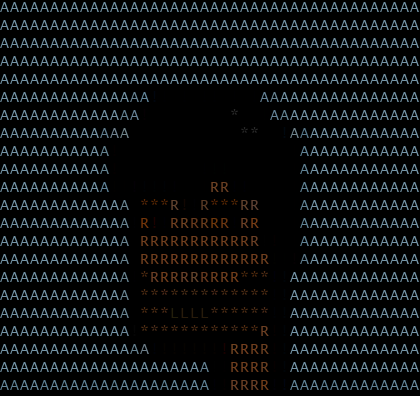 AAAAAAAAAAAAAAAAAAAAAAAAAAAAAAAAAAAAAAAAAA
AAAAAAAAAAAAAAAAAAAAAAAAAAAAAAAAAAAAAAAAAA
AAAAAAAAAAAAAAAAAAAAAAAAAAAAAAAAAAAAAAAAAA
AAAAAAAAAAAAAAAAAAAAAAAAAAAAAAAAAAAAAAAAAA
AAAAAAAAAAAAAAAAAAAAAAAAAAAAAAAAAAAAAAAAAA
AAAAAAAAAAAAAAA           AAAAAAAAAAAAAAAA
AAAAAAAAAAAAAA         *   AAAAAAAAAAAAAAA
AAAAAAAAAAAAA           **   AAAAAAAAAAAAA
AAAAAAAAAAA                   AAAAAAAAAAAA
AAAAAAAAAAA                   AAAAAAAAAAAA
AAAAAAAAAAA          RR       AAAAAAAAAAAA
AAAAAAAAAAAAA ***R  R***RR    AAAAAAAAAAAA
AAAAAAAAAAAAA R  RRRRRR RR    AAAAAAAAAAAA
AAAAAAAAAAAAA RRRRRRRRRRRR    AAAAAAAAAAAA
AAAAAAAAAAAAA RRRRRRRRRRRRR   AAAAAAAAAAAA
AAAAAAAAAAAAA *RRRRRRRRR***  AAAAAAAAAAAAA
AAAAAAAAAAAAA *************  AAAAAAAAAAAAA
AAAAAAAAAAAAA ***LLLL******  AAAAAAAAAAAAA
AAAAAAAAAAAAA ************R  AAAAAAAAAAAAA
AAAAAAAAAAAAAAA        RRRR  AAAAAAAAAAAAA
AAAAAAAAAAAAAAAAAAAAA  RRRR  AAAAAAAAAAAAA
AAAAAAAAAAAAAAAAAAAAA  RRRR  AAAAAAAAAAAAA